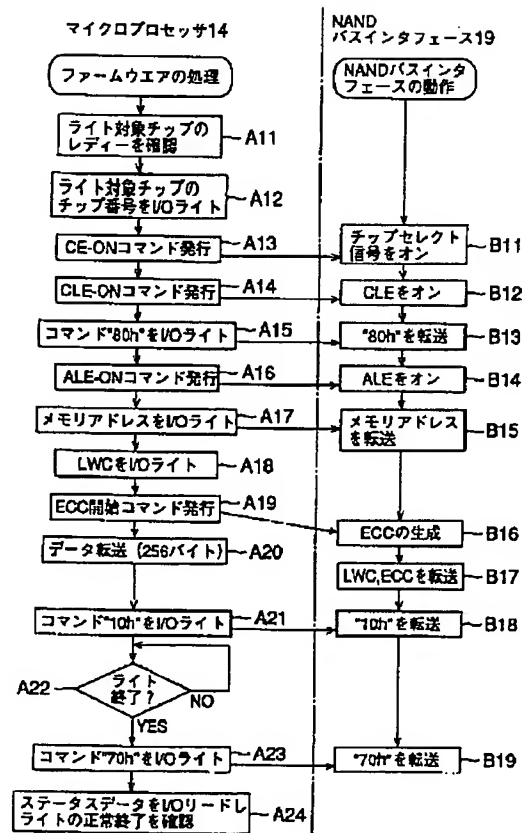 マイクロプロセッサ14
NAND
バスインタフェース19
ファームウエアの処理
NANDバスインタ
フェースの動作
ライト対象チップの
レディーを確認
A11
ライト対象チップの
チップ番号をI/Oライト
A12
CE-ONコマンド発行
A13
チップセレクト
信号をオン
B11
CLE-ONコマンド発行
A14
CLEをオン
B12
コマンド"80h"をI/Oライト
A15
"80h"を転送
B13
ALE-ONコマンド発行
A16
ALEをオン
B14
メモリアドレスをI/Oライト
A17
メモリアドレス
を転送
B15
LWCをI/Oライト
A18
ECC開始コマンド発行
A19
ECCの生成
B16
データ転送(256バイト)
A20
LWC,ECCを転送
B17
コマンド"10h"をI/Oライト
A21
"10h"を転送
B18
A22
ライト
終了?
NO
YES
コマンド"70h"をI/Oライト
A23
"70h"を転送
B19
ステータスデータをI/Oリードし
ライトの正常終了を確認
A24